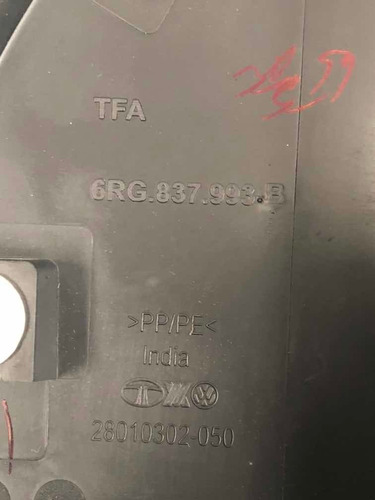 TFA
6RG.837.993.B
>PP/PE<
India
28010302-050